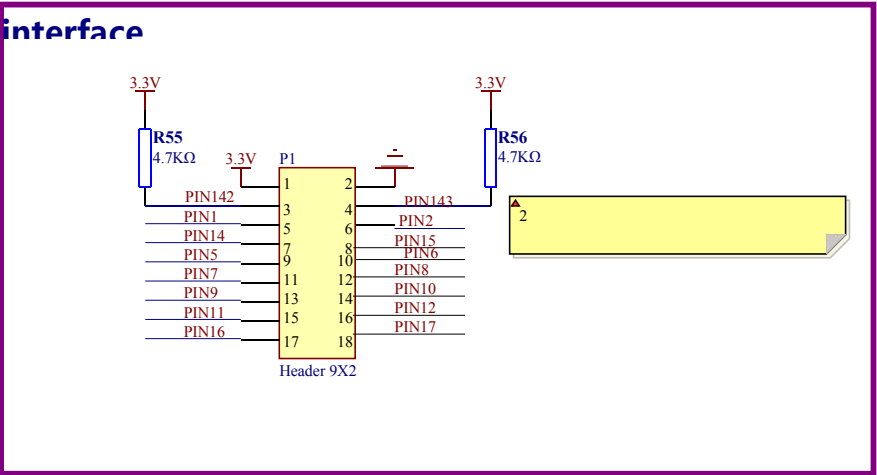 interface
3.3V
3.3V
R55
4.7KΩ
R56
4.7KΩ
3.3V
P1
1
2
PIN142
PIN143
3
4
PIN1
PIN2
5
6
PIN14
PIN15
7
8
PIN5
PIN6
9
10
PIN7
PIN8
11
12
PIN9
PIN10
13
14
PIN11
PIN12
15
16
PIN16
PIN17
17
18
Header 9X2
2